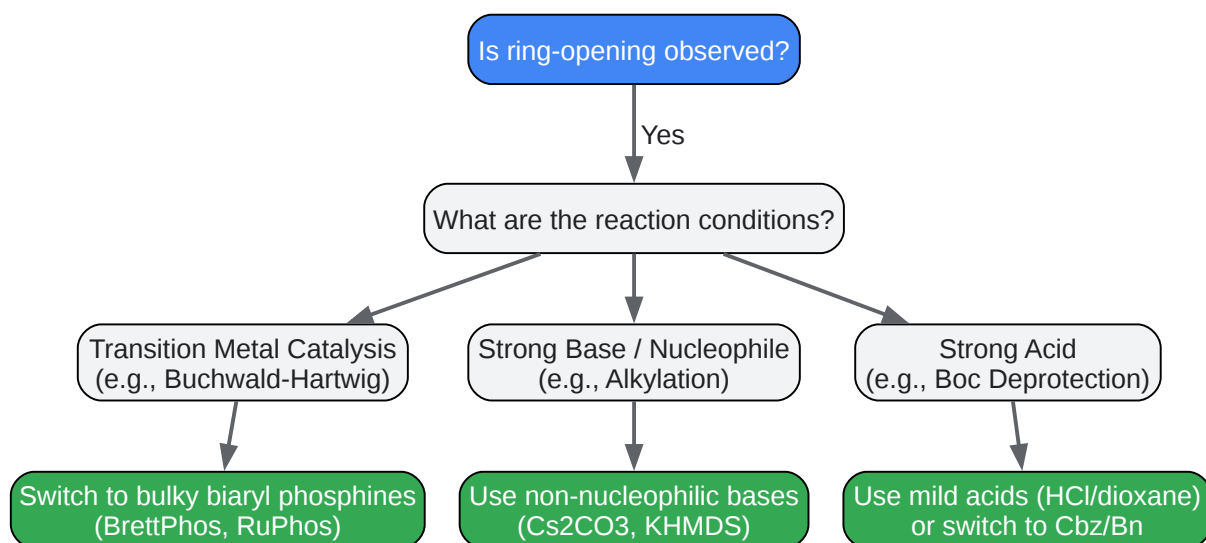 Is ring-opening observed?
Yes
What are the reaction conditions?
Transition Metal Catalysis
(e.g., Buchwald-Hartwig)
Strong Base / Nucleophile
(e.g., Alkylation)
Strong Acid
(e.g., Boc Deprotection)
Switch to bulky biaryl phosphines
(BrettPhos, RuPhos)
Use non-nucleophilic bases
(Cs2CO3, KHMDS)
Use mild acids (HCl/dioxane)
or switch to Cbz/Bn